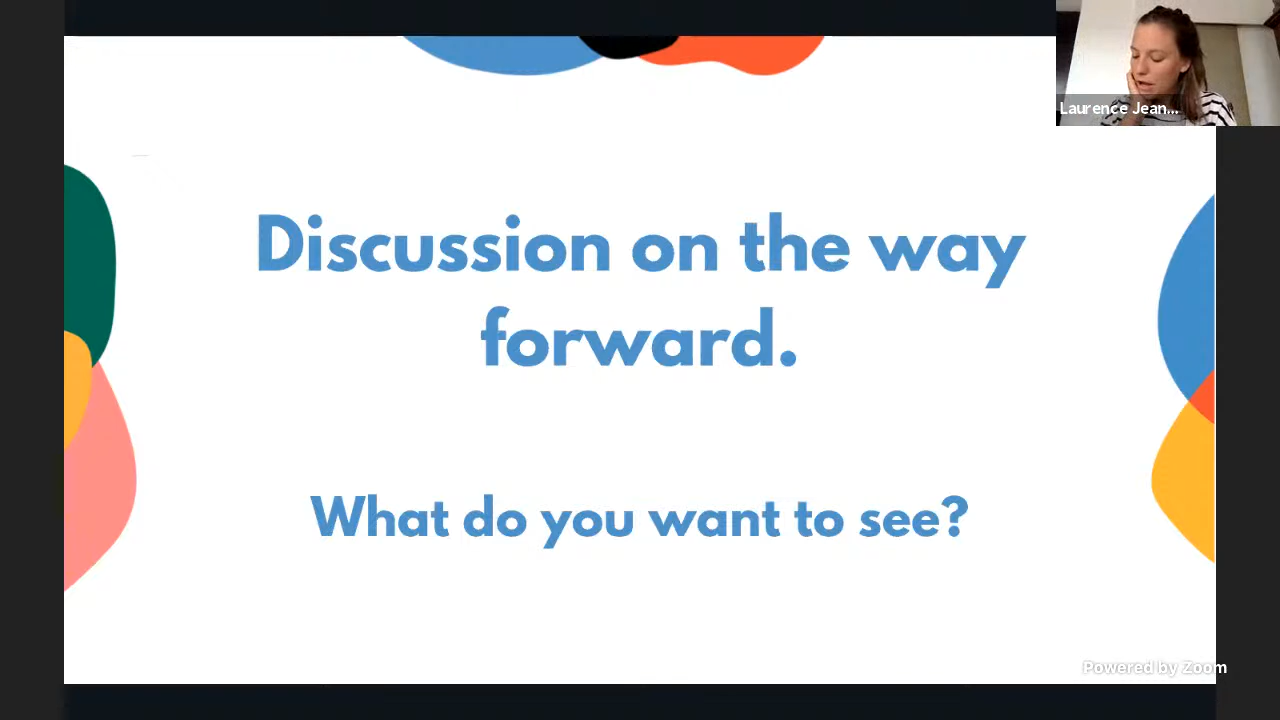 Laurence Jean...
Discussion on the way
forward.
What do you want to see?
Powered by Zoom